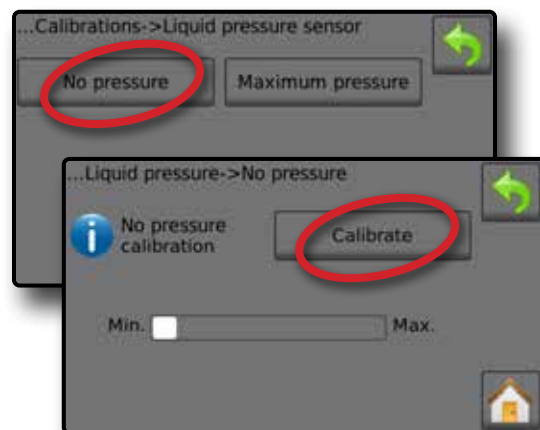 ...Calibrations->Liquid pressure sensor
No pressure
Maximum pressure
...Liquid pressure->No pressure
No pressure
calibration
Calibrate
Min.
Max.